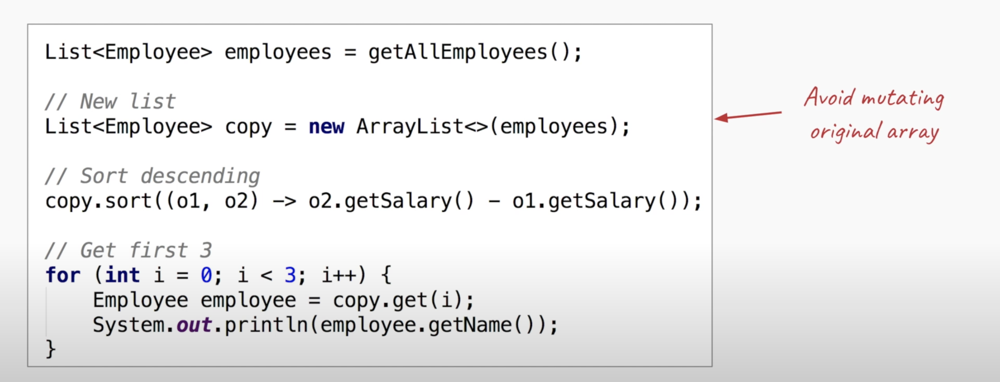 List<Employee> employees = getAllEmployees();
// New list
List<Employee> copy = new ArrayList<>(employees);
// Sort descending
copy.sort((o1, o2) -> o2.getSalary() - o1.getSalary());
// Get first 3
for (int i = 0; i < 3; i++) {
    Employee employee = copy.get(i);
    System.out.println(employee.getName());
}
Avoid mutating
original array